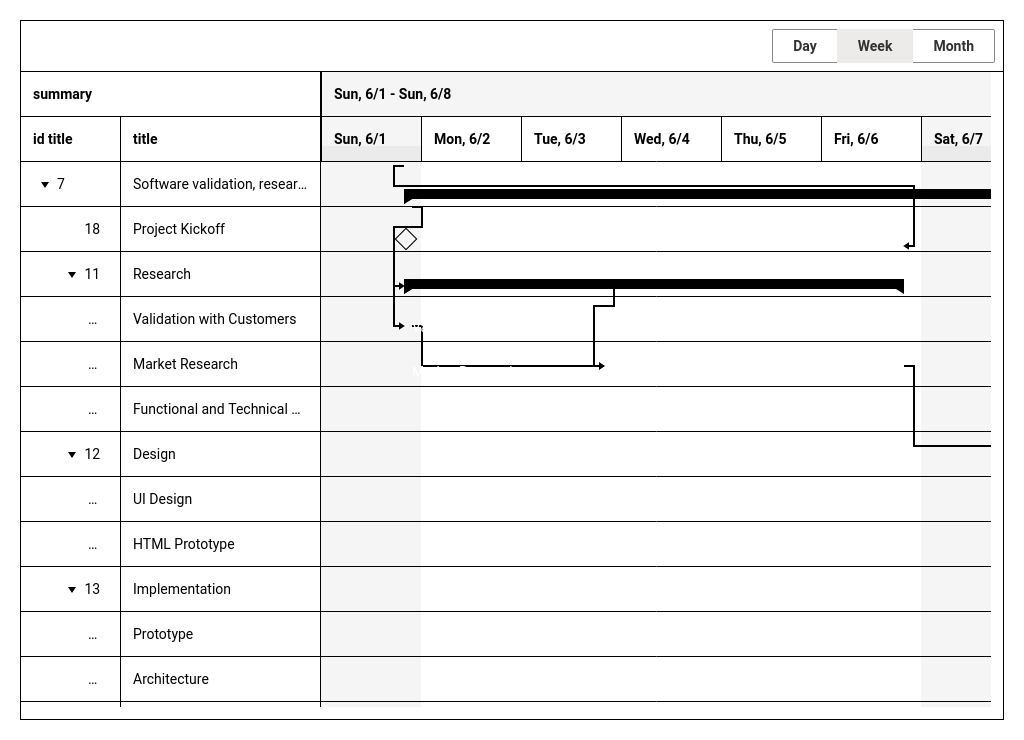 Day Week Month
summary Sun, 6/1 - Sun, 6/8
id title title Sun, 6/1 Mon, 6/2 Tue, 6/3 Wed, 6/4 Thu, 6/5 Fri, 6/6 Sat, 6/7
7 Software validation, resear…
18 Project Kickoff
11 Research
… Validation with Customers
… Market Research
… Functional and Technical …
12 Design
… UI Design
… HTML Prototype
13 Implementation
… Prototype
… Architecture